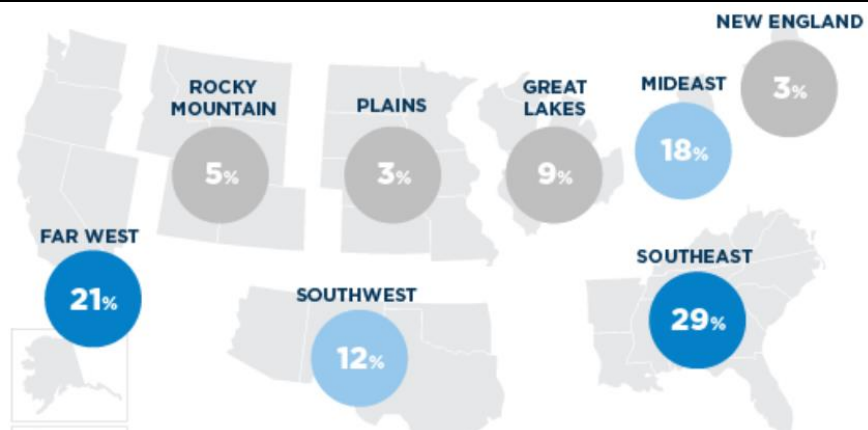 NEW ENGLAND
3%
ROCKY
MOUNTAIN
5%
PLAINS
3%
GREAT
LAKES
9%
MIDEAST
18%
FAR WEST
21%
SOUTHWEST
12%
SOUTHEAST
29%